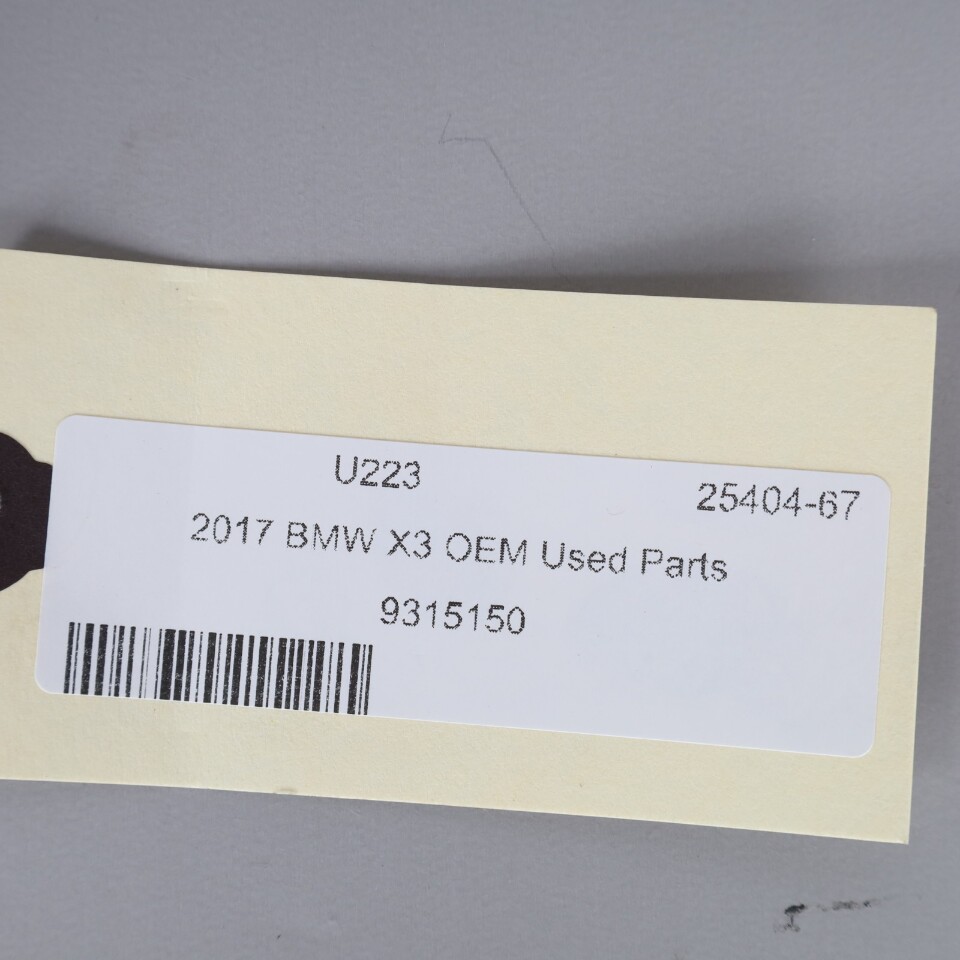 U223
25404-67
2017 BMW X3 OEM Used Parts
9315150